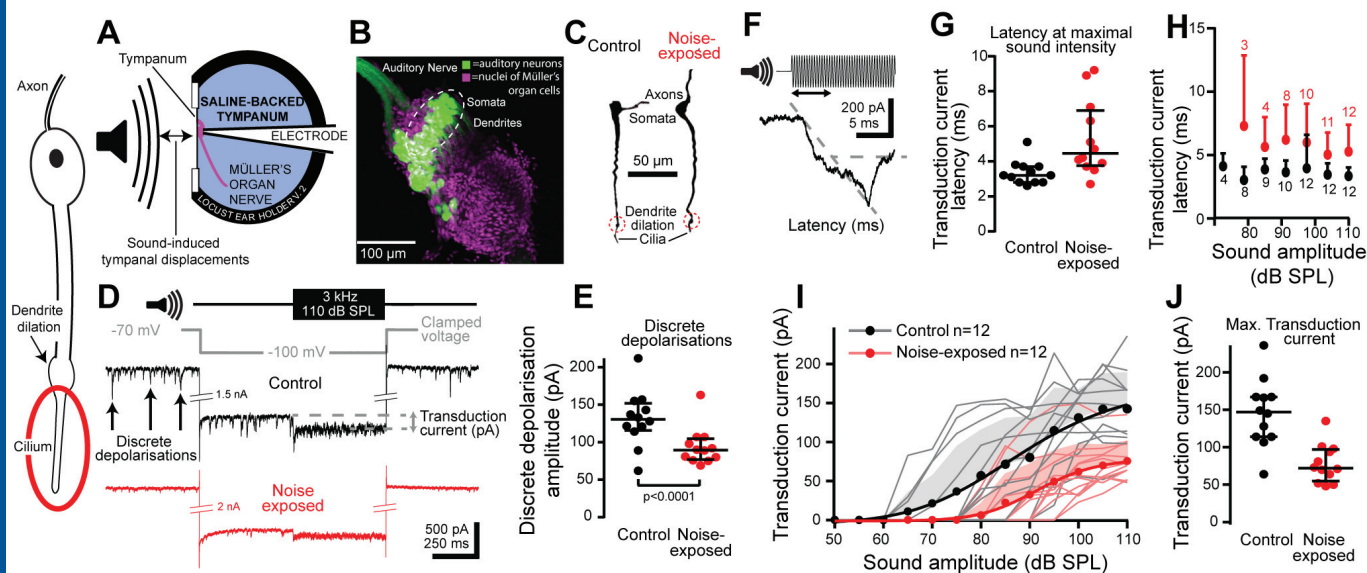 Axon
Dendrite
dilation
Cilium
A
Tympanum
SALINE-BACKED
TYMPANUM
ELECTRODE
MÜLLER'S
ORGAN
NERVE
LOCUST EAR HOLDER V. 2
Sound-induced
tympanal displacements
B
Auditory Nerve
=auditory neurons
=nuclei of Müller's
organ cells
Somata
Dendrites
100 µm
C
Control
Noise-
exposed
Axons
Somata
50 µm
Dendrite
dilation
Cilia
D
3 kHz
110 dB SPL
-70 mV
Clamped
voltage
-100 mV
Control
1.5 nA
Transduction
current (pA)
Discrete
depolarisations
Noise
exposed
2 nA
500 pA
250 ms
E
Discrete
depolarisations
Discrete depolarisation
amplitude (pA)
200
150
100
50
0
p<0.0001
Control Noise-
exposed
F
200 pA
5 ms
Latency (ms)
G
Latency at maximal
sound intensity
Transduction current
latency (ms)
10
8
6
4
2
0
Control Noise-
exposed
H
Transduction current
latency (ms)
15
10
5
0
3
4
8
10
11
12
4
8
9
10
12
12
12
80 90 100 110
Sound amplitude
(dB SPL)
I
Control n=12
Noise-exposed n=12
Transduction current (pA)
200
150
100
50
0
50 60 70 80 90 100 110
Sound amplitude (dB SPL)
J
Max. Transduction
current
Transduction current (pA)
200
150
100
50
0
Control Noise
exposed